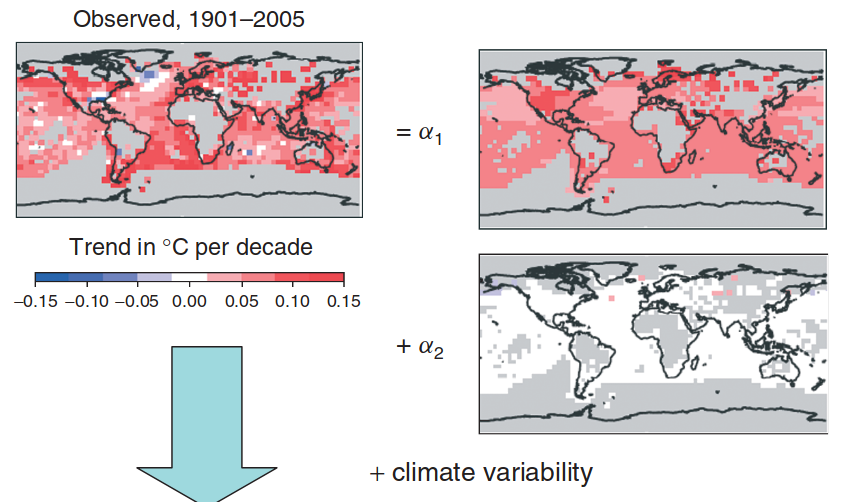 Observed, 1901–2005
= α1
Trend in °C per decade
−0.15 −0.10 −0.05 0.00 0.05 0.10 0.15
+ α2
+ climate variability